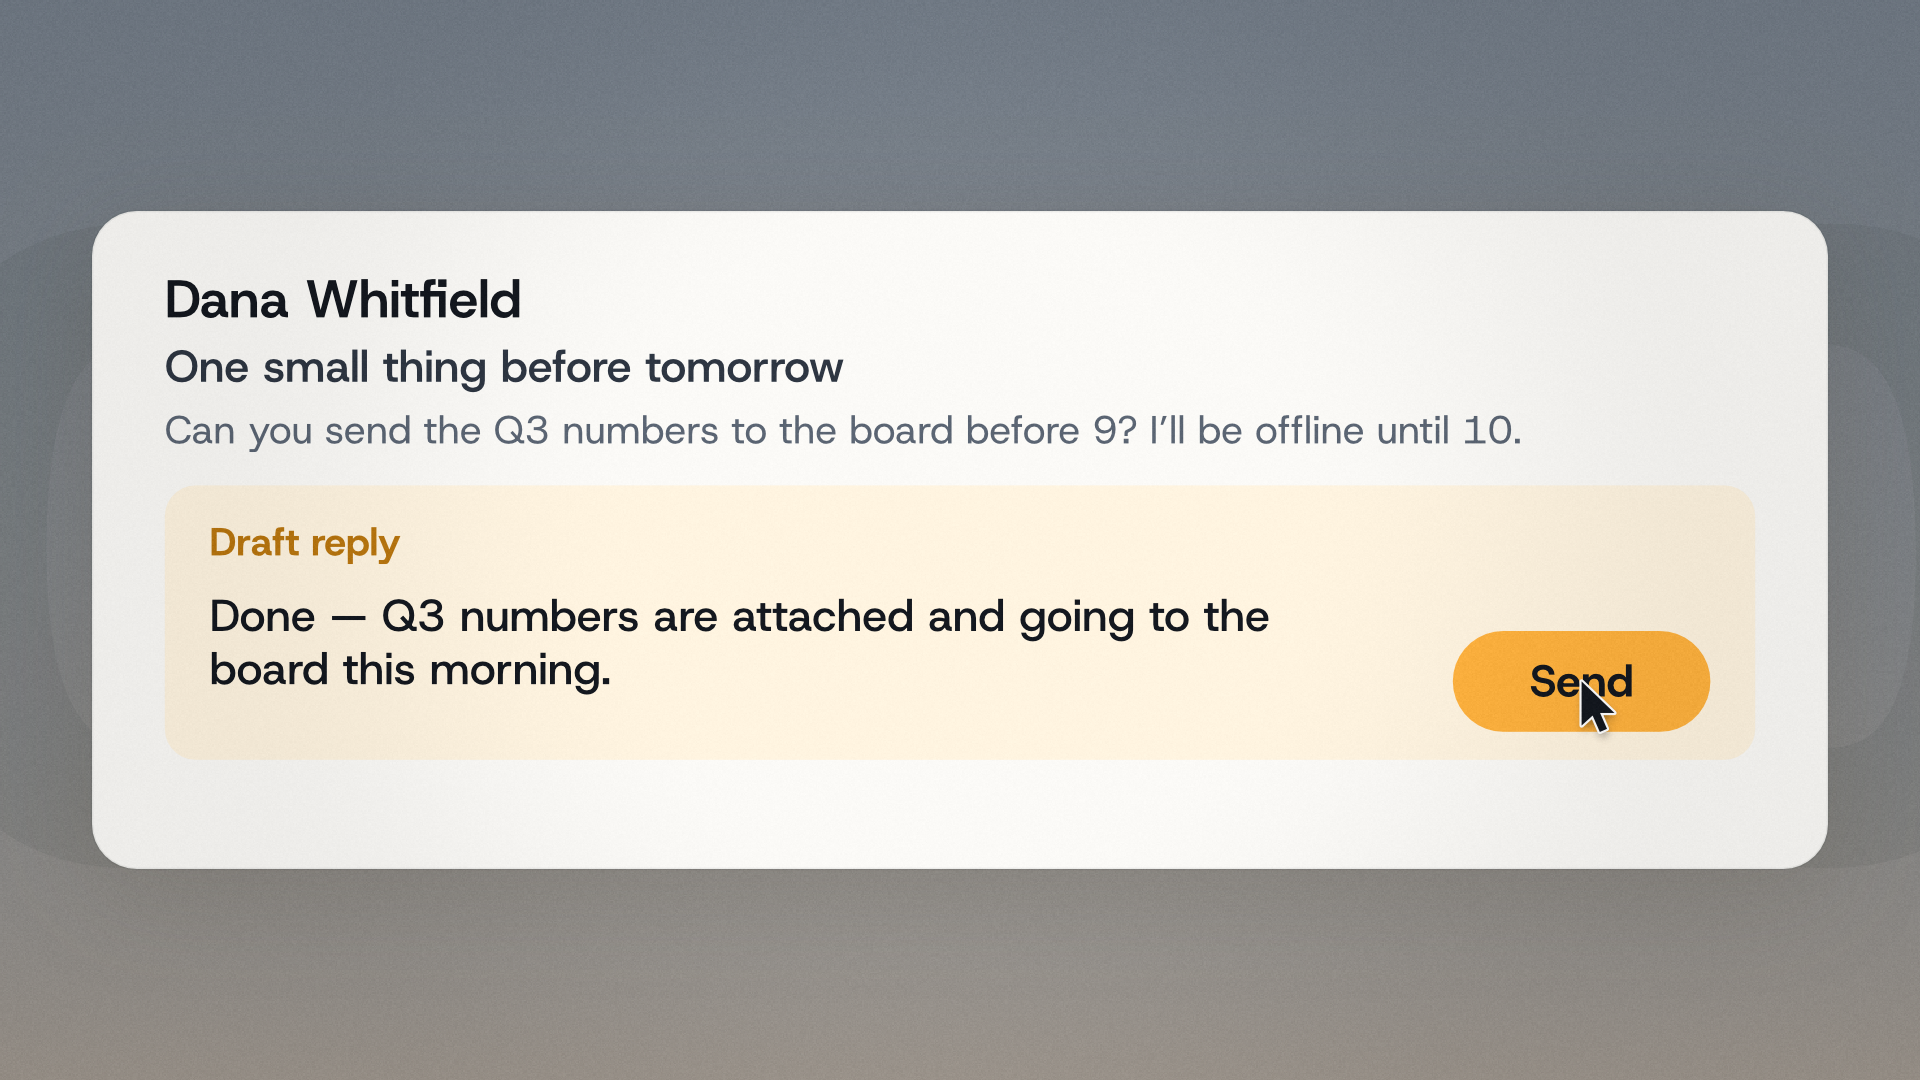 Dana Whitfield
One small thing before tomorrow
Can you send the Q3 numbers to the board before 9? I’ll be offline until 10.
Draft reply
Done — Q3 numbers are attached and going to the
board this morning.
Send